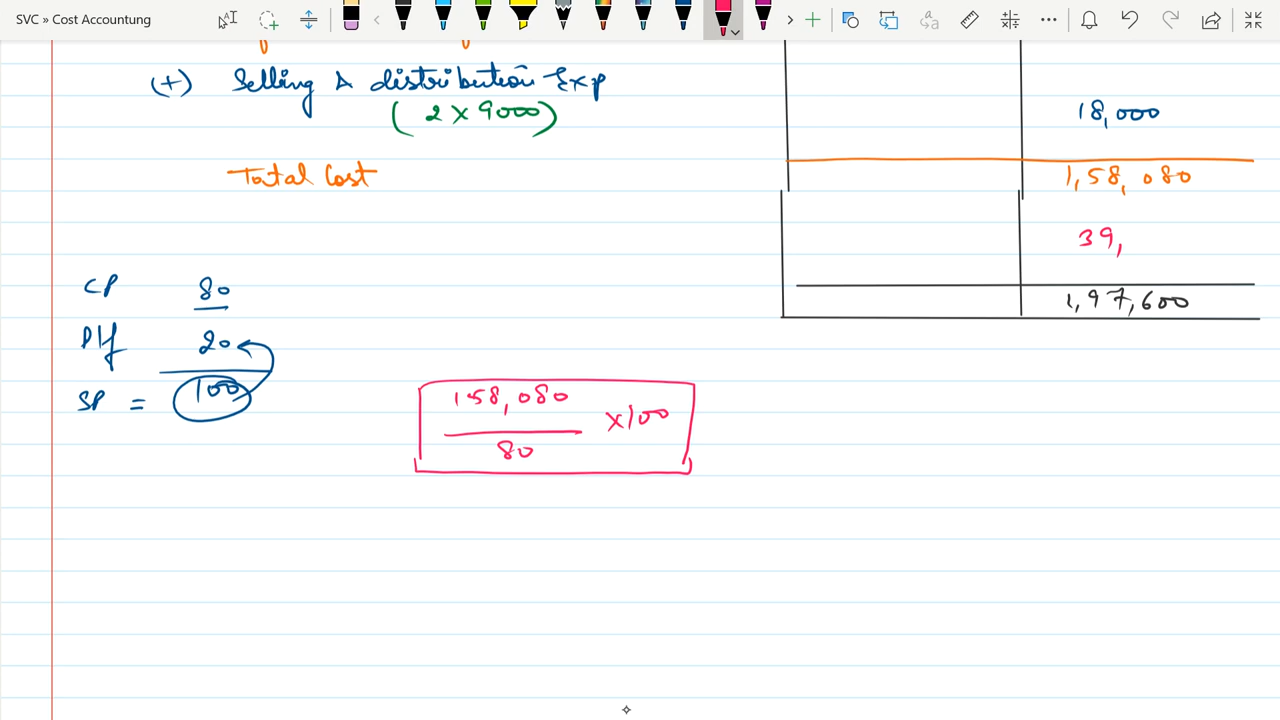 SVC » Cost Accountung
(+) Selling & distribution Exp
(2 x 9000)
18,000
Total Cost 1,58,080
39,
CP 80
1,97,600
Plf 20
SP = 100
158,080
x100
80